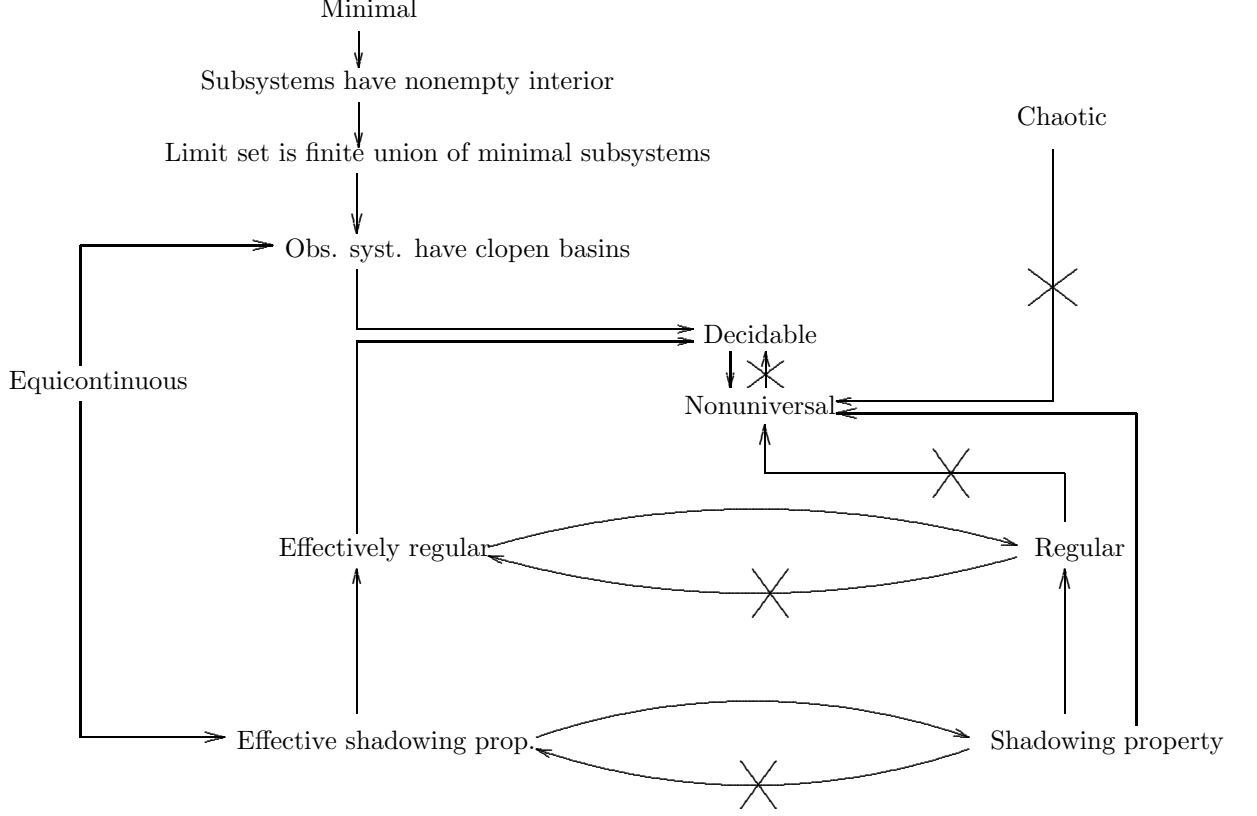 Minimal
Subsystems have nonempty interior
Chaotic
Limit set is finite union of minimal subsystems
Obs. syst. have clopen basins
Decidable
Equicontinuous
Nonuniversal
Effectively regular
Regular
Effective shadowing prop.
Shadowing property